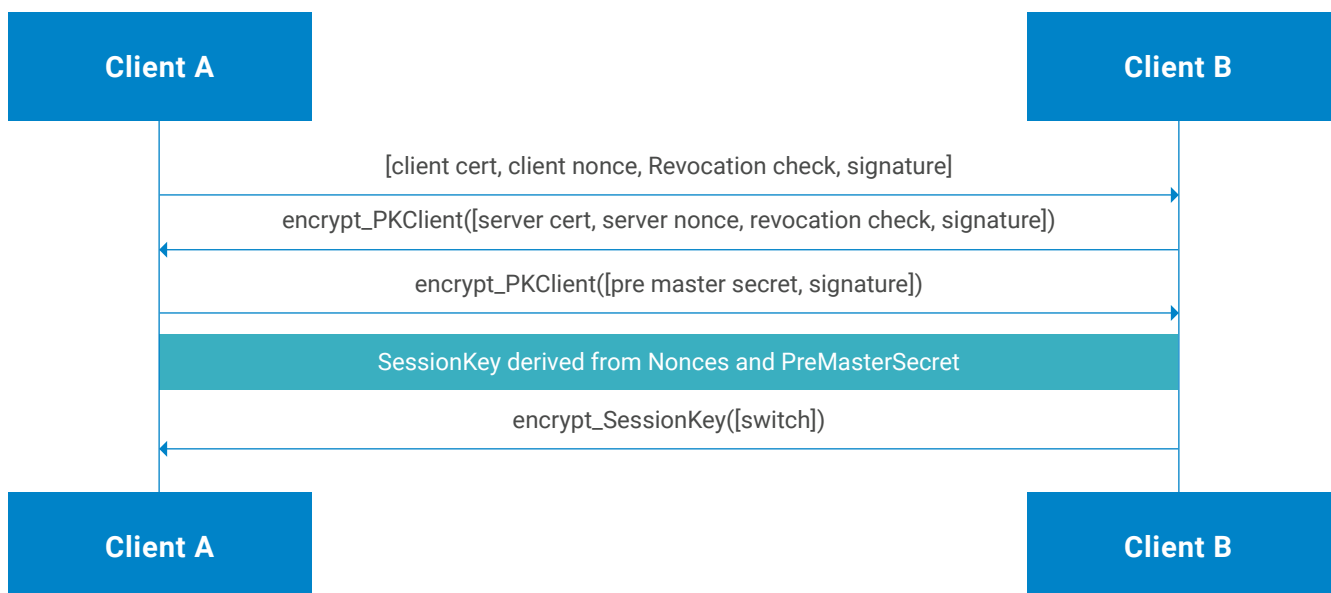 Client A
Client B
[client cert, client nonce, Revocation check, signature]
encrypt_PKClient([server cert, server nonce, revocation check, signature])
encrypt_PKClient([pre master secret, signature])
SessionKey derived from Nonces and PreMasterSecret
encrypt_SessionKey([switch])
Client A
Client B